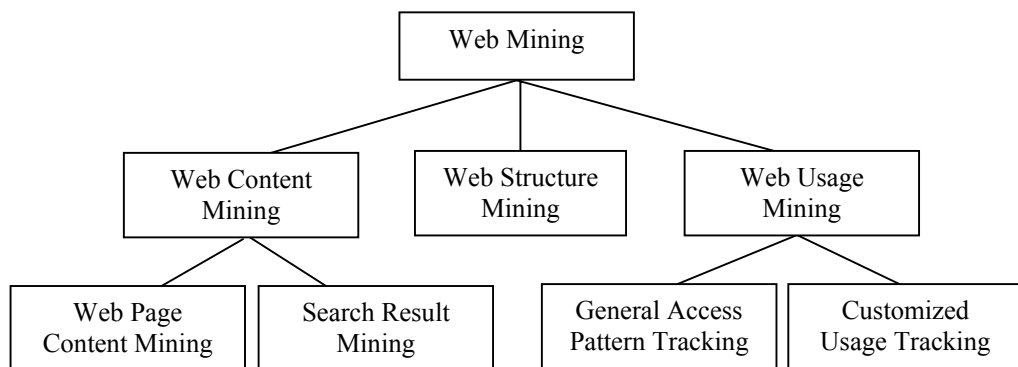 Web Mining
Web Content
Mining
Web Structure
Mining
Web Usage
Mining
Web Page
Content Mining
Search Result
Mining
General Access
Pattern Tracking
Customized
Usage Tracking